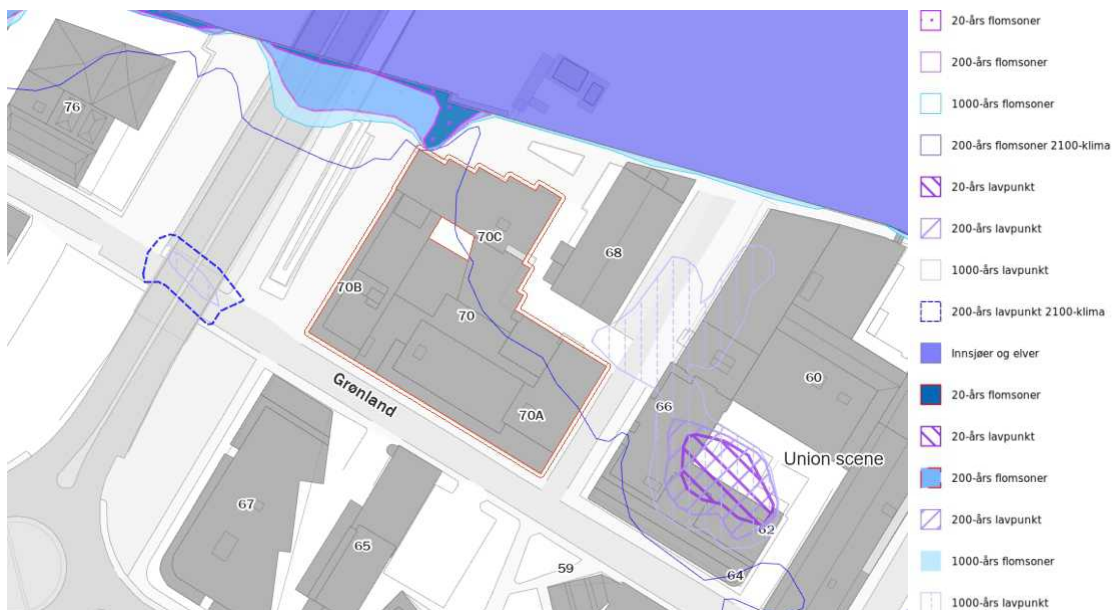 76
70C
68
70B
70
60
Grønland
70A
66
Union scene
67
62
65
59
64
20-års flomsoner
200-års flomsoner
1000-års flomsoner
200-års flomsoner 2100-klima
20-års lavpunkt
200-års lavpunkt
1000-års lavpunkt
200-års lavpunkt 2100-klima
Innsjøer og elver
20-års flomsoner
20-års lavpunkt
200-års flomsoner
200-års lavpunkt
1000-års flomsoner
1000-års lavpunkt